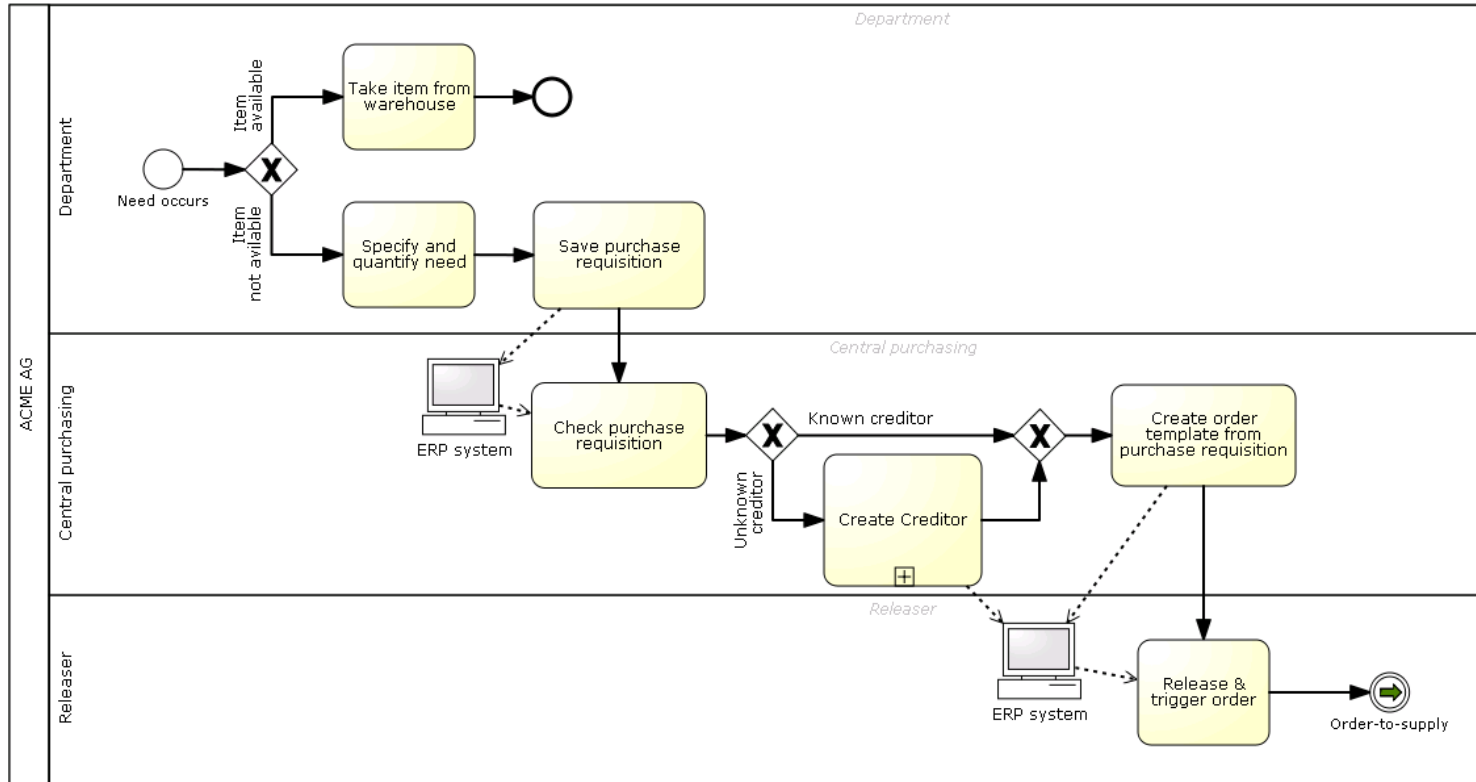 ACME AG
Department
Department
Item
available
Take item from
warehouse
Need occurs
Item
not avilable
Specify and
quantify need
Save purchase
requisition
Central purchasing
Central purchasing
ERP system
Check purchase
requisition
Known creditor
Unknown
creditor
Create Creditor
Create order
template from
purchase requisition
Releaser
Releaser
ERP system
Release &
trigger order
Order-to-supply